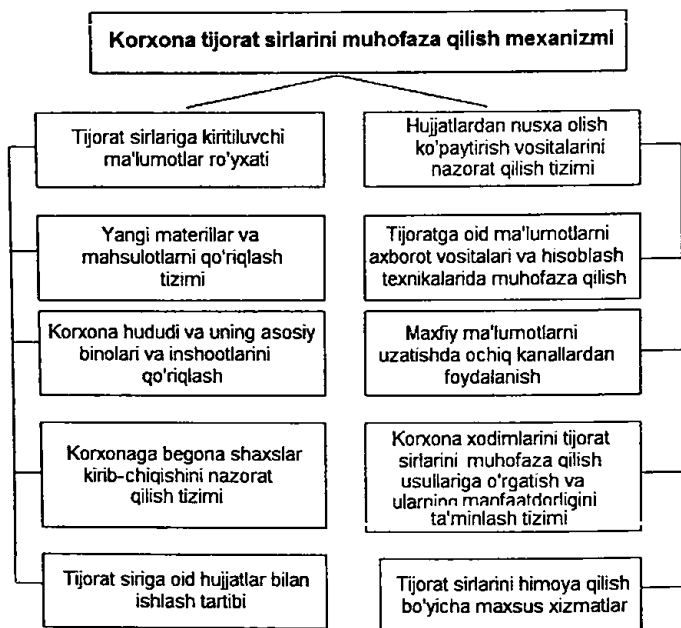 Korxona tijorat sirlarini muhofaza qilish mexanizmi
Tijorat sirlariga kiritiluvchi
ma'lumotlar ro'yxati
Yangi materillar va
mahsulotlarni qo'riqlash
tizimi
Korxona hududi va uning asosiy
binolari va inshootlarini
qo'riqlash
Korxonaga begona shaxslar
kirib-chiqishini nazorat
qilish tizimi
Tijorat siriga oid hujjatlar bilan
ishlash tartibi
Hujjatlardan nusxa olish
ko'paytirish vositalarini
nazorat qilish tizimi
Tijoratga oid ma'lumotlarni
axborot vositalari va hisoblash
texnikalarida muhofaza qilish
Maxfiy ma'lumotlarni
uzatishda ochiq kanallardan
foydalanish
Korxona xodimlarini tijorat
sirlarini muhofaza qilish
usullariga o'rgatish va
ularning manfaatdorligini
ta'minlash tizimi
Tijorat sirlarini himoya qilish
bo'yicha maxsus xizmatlar